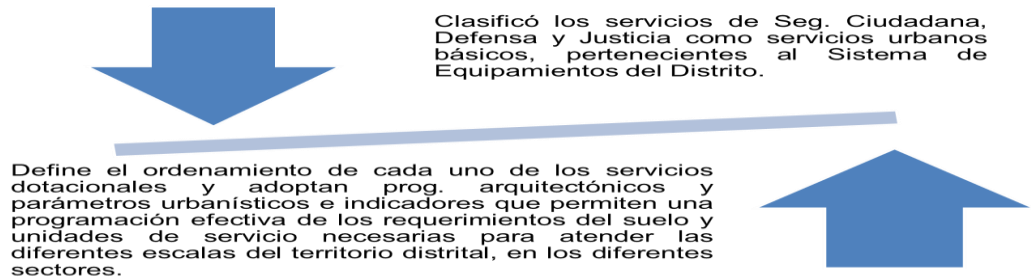 Clasificó los servicios de Seg. Ciudadana,
Defensa y Justicia como servicios urbanos
básicos, pertenecientes al Sistema de
Equipamientos del Distrito.
Define el ordenamiento de cada uno de los servicios
dotacionales y adoptan prog. arquitectónicos y
parámetros urbanísticos e indicadores que permiten una
programación efectiva de los requerimientos del suelo y
unidades de servicio necesarias para atender las
diferentes escalas del territorio distrital, en los diferentes
sectores.